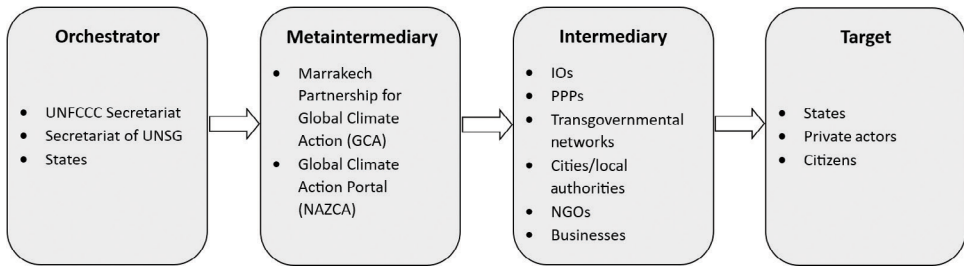 Orchestrator
• UNFCCC Secretariat
• Secretariat of UNSG
• States
Metaintermediary
• Marrakech
Partnership for
Global Climate
Action (GCA)
• Global Climate
Action Portal
(NAZCA)
Intermediary
• IOs
• PPPs
• Transgovernmental
networks
• Cities/local
authorities
• NGOs
• Businesses
Target
• States
• Private actors
• Citizens